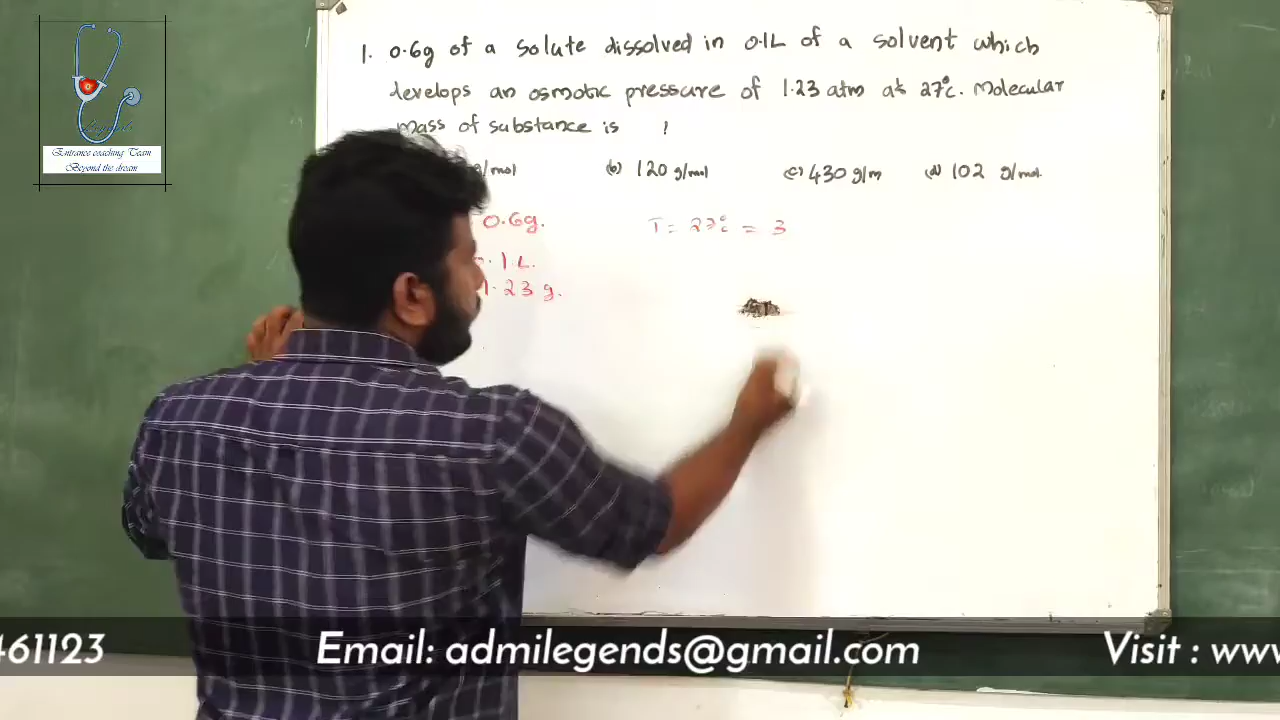 1. 0.6g of a solute dissolved in 0.1L of a solvent which
develops an osmotic pressure of 1.23 atm at 27°c. Molecular
mass of substance is
g/mol (b) 120 g/mol (c) 430 g/m (d) 102 g/mol
0.6g. T = 27°c = 3
.1L.
1.23 g.
Entrance coaching Team
Beyond the dream
461123 Email: admilegends@gmail.com Visit : www